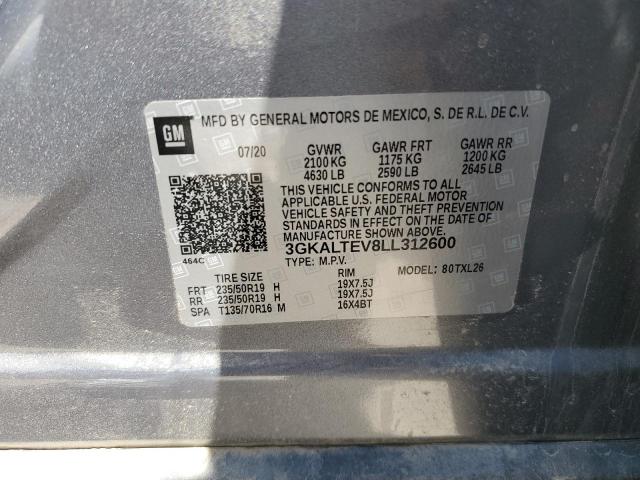 GM
MFD BY GENERAL MOTORS DE MEXICO, S. DE R.L. DE C.V.
07/20 GVWR GAWR FRT GAWR RR
2100 KG 1175 KG 1200 KG
4630 LB 2590 LB 2645 LB
THIS VEHICLE CONFORMS TO ALL
APPLICABLE U.S. FEDERAL MOTOR
VEHICLE SAFETY AND THEFT PREVENTION
STANDARDS IN EFFECT ON THE DATE OF
MANUFACTURE SHOWN ABOVE.
464C
3GKALTEV8LL312600
TYPE: M.P.V. MODEL: 80TXL26
TIRE SIZE RIM
FRT 235/50R19 H 19X7.5J
RR 235/50R19 H 19X7.5J
SPA T135/70R16 M 16X4BT